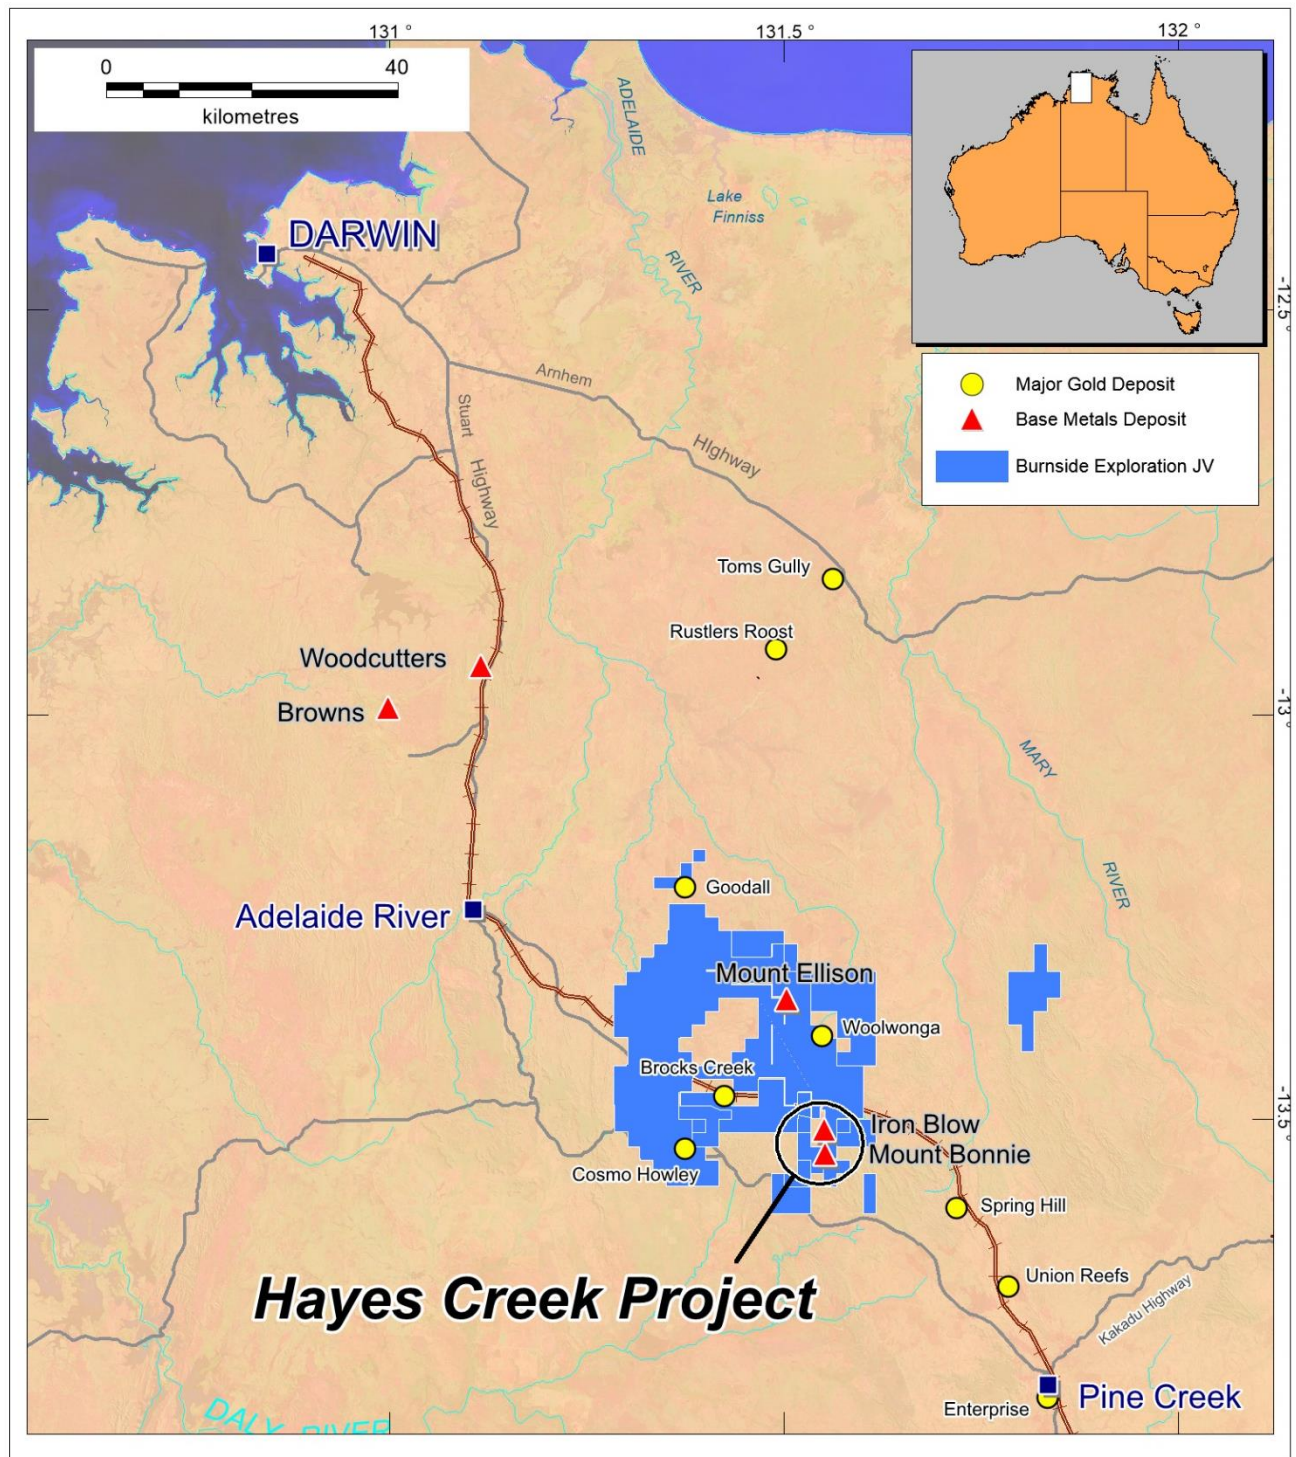 131 °
131.5 °
132 °
0
40
kilometres
ADELAIDE
RIVER
Lake
Finniss
DARWIN
-12.5 °
Arnhem
HIghway
Stuart
Highway
Major Gold Deposit
Base Metals Deposit
Burnside Exploration JV
Toms Gully
Rustlers Roost
Woodcutters
Browns
-13 °
MARY
RIVER
Goodall
Adelaide River
Mount Ellison
Woolwonga
Brocks Creek
-13.5 °
Iron Blow
Mount Bonnie
Cosmo Howley
Spring Hill
Hayes Creek Project
Union Reefs
Kakadu Highway
Pine Creek
Enterprise
DALY RIVER